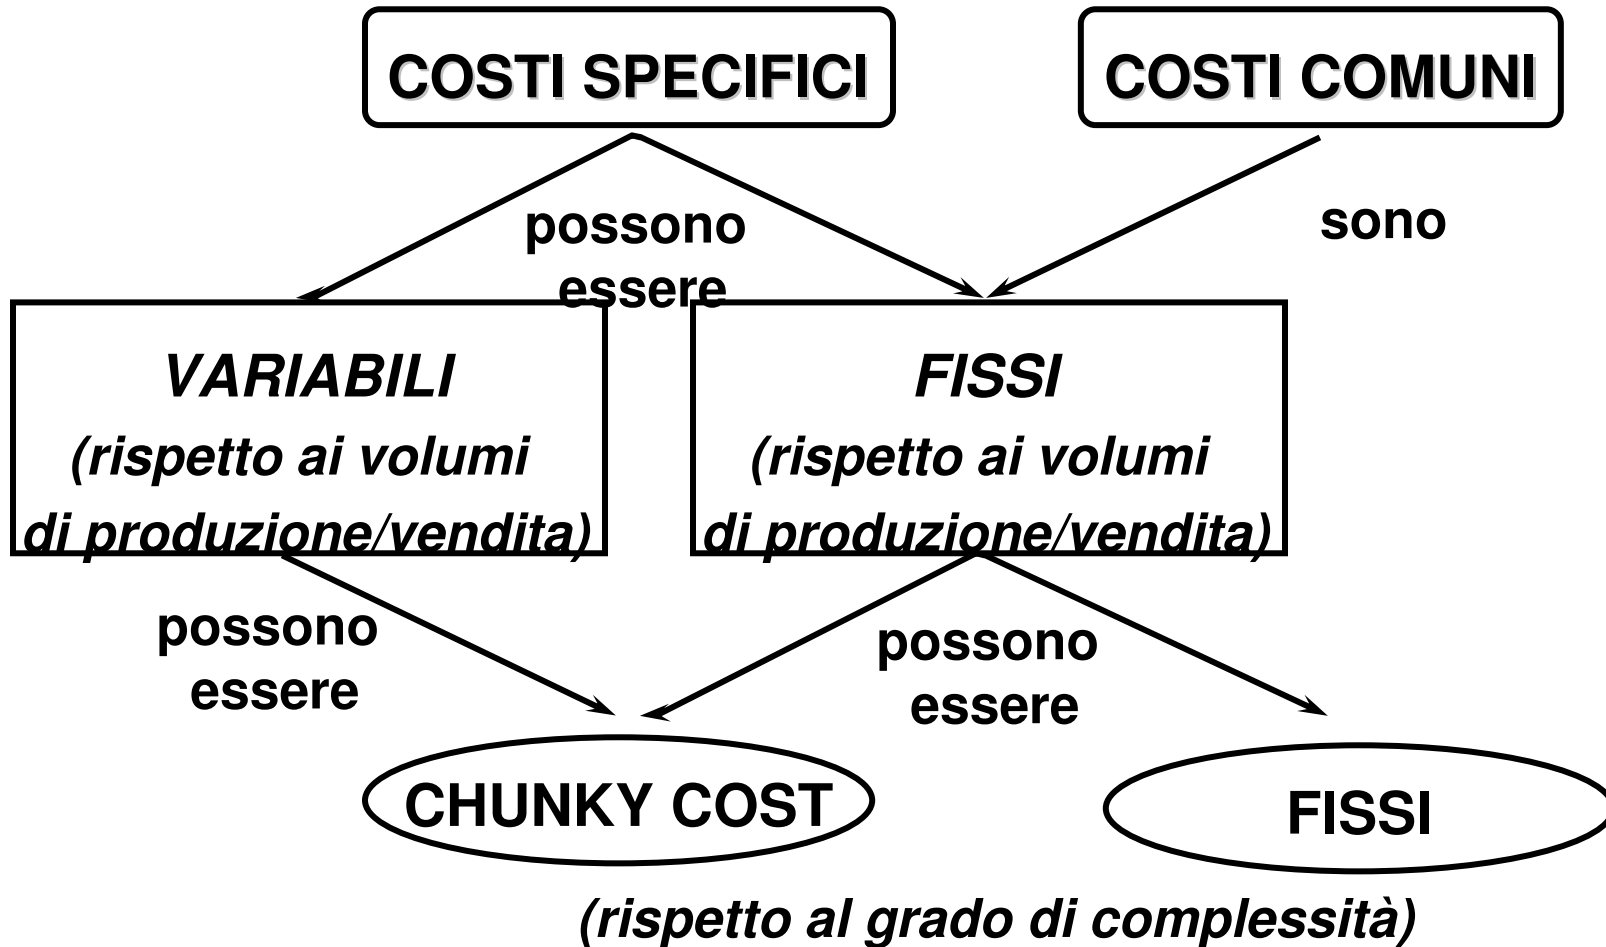 COSTI SPECIFICI
COSTI COMUNI
possono
essere
sono
VARIABILI
(rispetto ai volumi
di produzione/vendita)
FISSI
(rispetto ai volumi
di produzione/vendita)
possono
essere
possono
essere
CHUNKY COST
FISSI
(rispetto al grado di complessità)